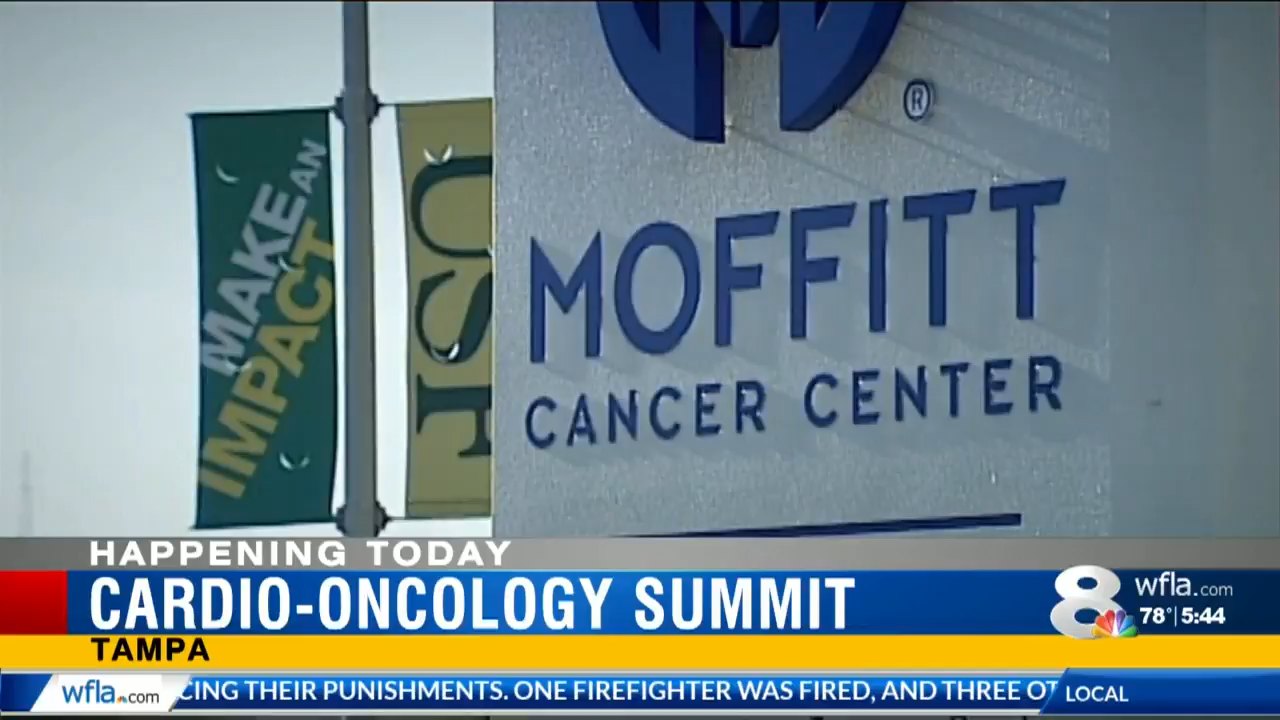 MAKE AN
IMPACT
USF
®
MOFFITT
CANCER CENTER
HAPPENING TODAY
CARDIO-ONCOLOGY SUMMIT
TAMPA
8
wfla.com
78° 5:44
wfla.com
CING THEIR PUNISHMENTS. ONE FIREFIGHTER WAS FIRED, AND THREE OT
LOCAL